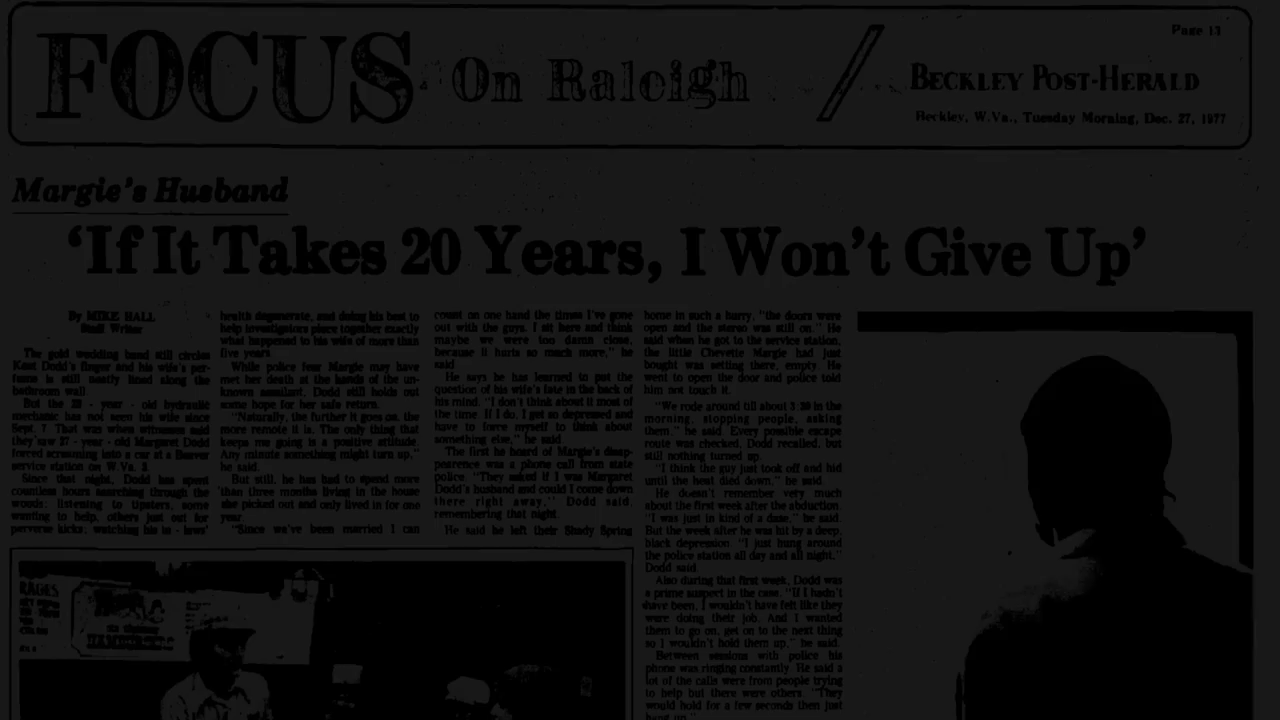 FOCUS On Raleigh
Page 13
BECKLEY POST-HERALD
Beckley, W.Va., Tuesday Morning, Dec. 27, 1977
Margie's Husband
'If It Takes 20 Years, I Won't Give Up'
By MIKE HALL
Staff Writer
The gold wedding band still circles
Kent Dodd's finger and his wife's per-
fume is still neatly lined along the
bedroom wall.
But the 28 - year - old hydraulic
mechanic has not seen his wife since
Sept. 7. That was when witnesses said
they saw 27 - year - old Margaret Dodd
forced screaming into a car at a Beaver
service station on W.Va. 3.
Since that night, Dodd has spent
countless hours searching through the
woods; listening to tipsters, some
wanting to help, others just out for
perverse kicks; watching his in - laws'
health degenerate, and doing his best to
help investigators piece together exactly
what happened to his wife of more than
five years.
While police fear Margie may have
met her death at the hands of the un-
known assailant, Dodd still holds out
some hope for her safe return.
"Naturally, the further it goes on, the
more remote it is. The only thing that
keeps me going is a positive attitude.
Any minute something might turn up,"
he said.
But still, he has had to spend more
than three months living in the house
she picked out and only lived in for one
year.
"Since we've been married I can
count on one hand the times I've gone
out with the guys. I sit here and think
maybe we were too damn close,
because it hurts so much more," he
said.
He says he has learned to put the
question of his wife's fate in the back of
his mind. "I don't think about it most of
the time. If I do, I get so depressed and
have to force myself to think about
something else," he said.
The first he heard of Margie's disap-
pearence was a phone call from state
police. "They asked if I was Margaret
Dodd's husband and could I come down
there right away," Dodd said,
remembering that night.
He said he left their Shady Spring
home in such a hurry, "the doors were
open and the stereo was still on." He
said when he got to the service station,
the little Chevette Margie had just
bought was setting there, empty. He
went to open the door and police told
him not touch it.
"We rode around till about 3:30 in the
morning, stopping people, asking
them," he said. Every possible escape
route was checked, Dodd recalled, but
still nothing turned up.
"I think the guy just took off and hid
until the heat died down," he said.
He doesn't remember very much
about the first week after the abduction.
"I was just in kind of a daze," he said.
But the week after he was hit by a deep,
black depression. "I just hung around
the police station all day and all night,"
Dodd said.
Also during that first week, Dodd was
a prime suspect in the case. "If I hadn't
have been, I wouldn't have felt like they
were doing their job. And I wanted
them to go on, get on to the next thing
so I wouldn't hold them up," he said.
Between sessions with police his
phone was ringing constantly. He said a
lot of the calls were from people trying
to help but there were others. "They
would hold for a few seconds then just
hang up."
RAGES
HAMBURGERS